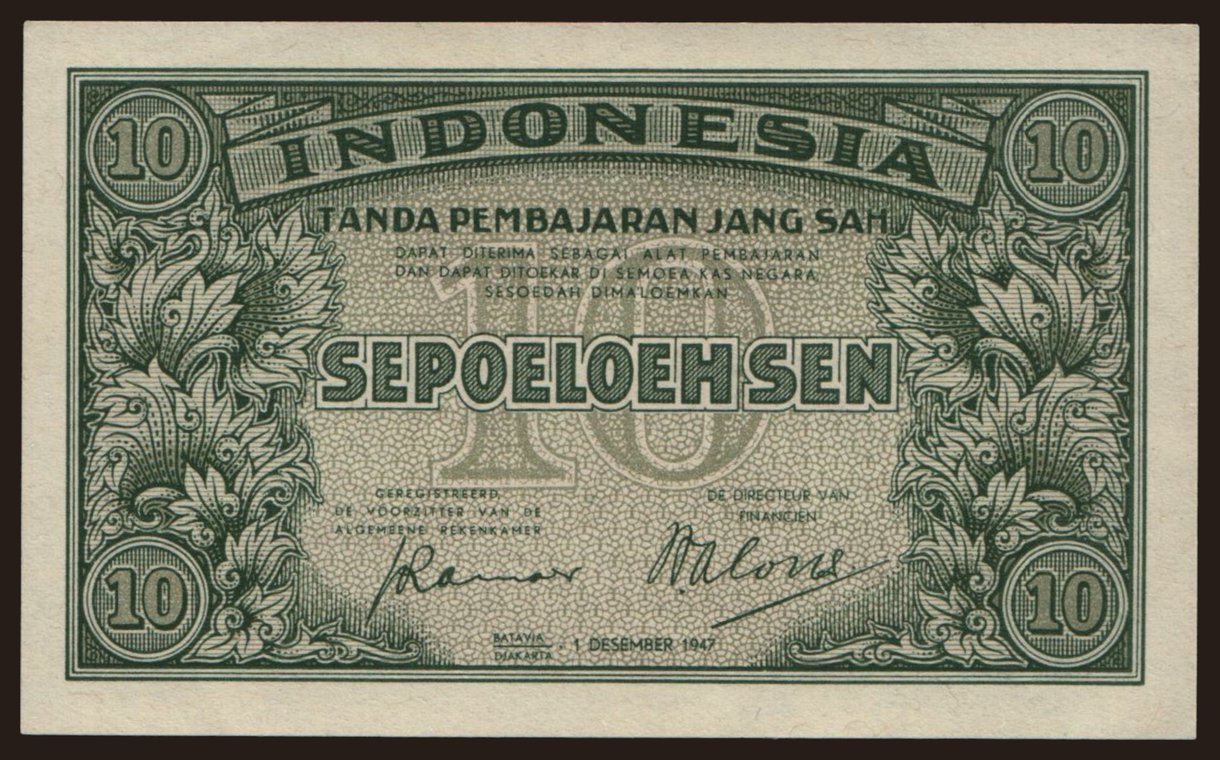 10 10
INDONESIA
TANDA PEMBAJARAN JANG SAH
DAPAT DITERIMA SEBAGAI ALAT PEMBAJARAN
DAN DAPAT DITOEKAR DI SEMOEA KAS NEGARA
SESOEDAH DIMALOEMKAN
10
SEPOELOEH SEN
GEREGISTREERD,
DE VOORZITTER VAN DE
ALGEMEENE REKENKAMER
DE DIRECTEUR VAN
FINANCIËN
10 10
BATAVIA
DJAKARTA, 1 DESEMBER 1947